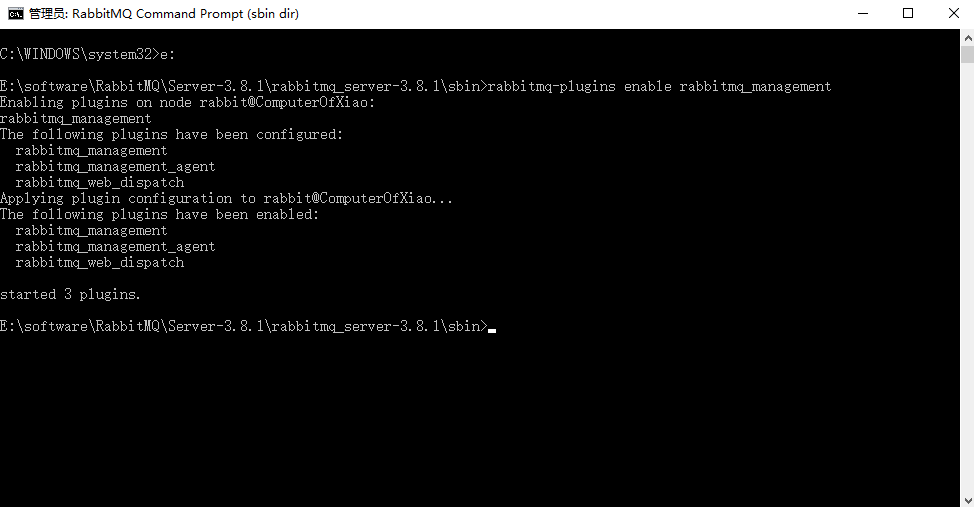 管理员: RabbitMQ Command Prompt (sbin dir)
C:\WINDOWS\system32>e:
E:\software\RabbitMQ\Server-3.8.1\rabbitmq_server-3.8.1\sbin>rabbitmq-plugins enable rabbitmq_management
Enabling plugins on node rabbit@ComputerOfXiao:
rabbitmq_management
The following plugins have been configured:
  rabbitmq_management
  rabbitmq_management_agent
  rabbitmq_web_dispatch
Applying plugin configuration to rabbit@ComputerOfXiao...
The following plugins have been enabled:
  rabbitmq_management
  rabbitmq_management_agent
  rabbitmq_web_dispatch
started 3 plugins.
E:\software\RabbitMQ\Server-3.8.1\rabbitmq_server-3.8.1\sbin>